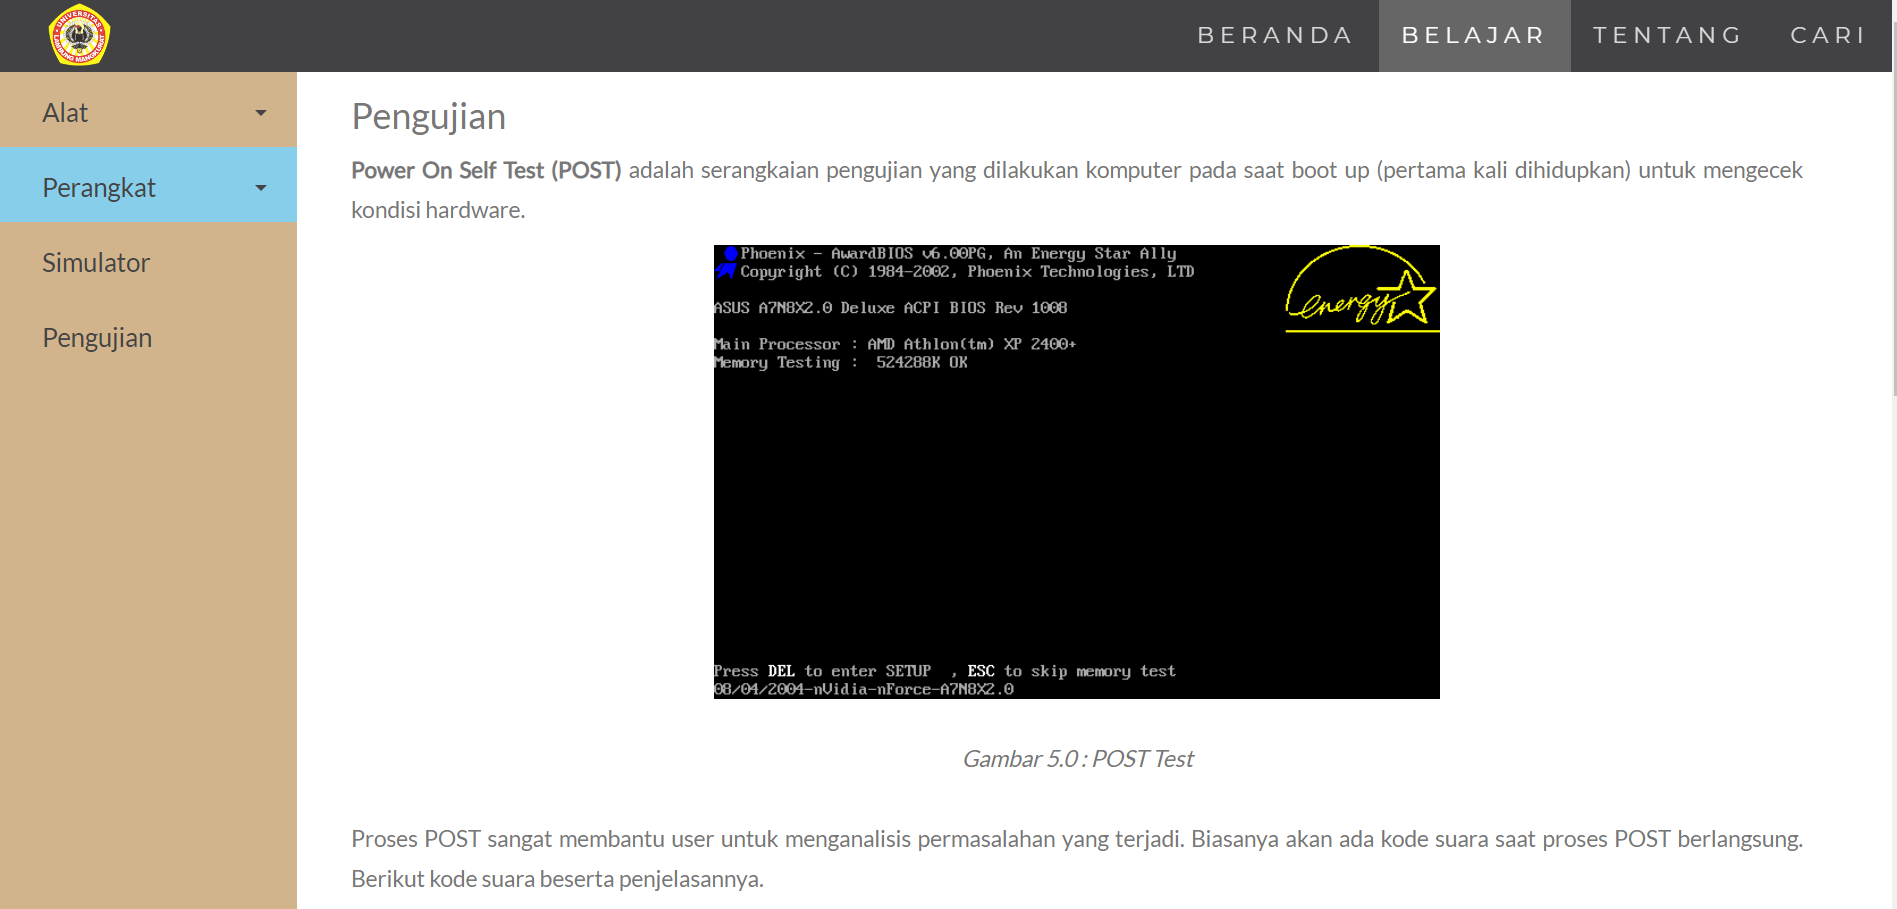 UNIVERSITAS
LAMBUNG MANGKURAT
BERANDA BELAJAR TENTANG CARI
Alat
Perangkat
Simulator
Pengujian
Pengujian
Power On Self Test (POST) adalah serangkaian pengujian yang dilakukan komputer pada saat boot up (pertama kali dihidupkan) untuk mengecek
kondisi hardware.
Phoenix - AwardBIOS v6.00PG, An Energy Star Ally
Copyright (C) 1984-2002, Phoenix Technologies, LTD
energy
ASUS A7N8X2.0 Deluxe ACPI BIOS Rev 1008
Main Processor : AMD Athlon(tm) XP 2400+
Memory Testing : 524288K OK
Press DEL to enter SETUP , ESC to skip memory test
08/04/2004-nVidia-nForce-A7N8X2.0
Gambar 5.0 : POST Test
Proses POST sangat membantu user untuk menganalisis permasalahan yang terjadi. Biasanya akan ada kode suara saat proses POST berlangsung.
Berikut kode suara beserta penjelasannya.